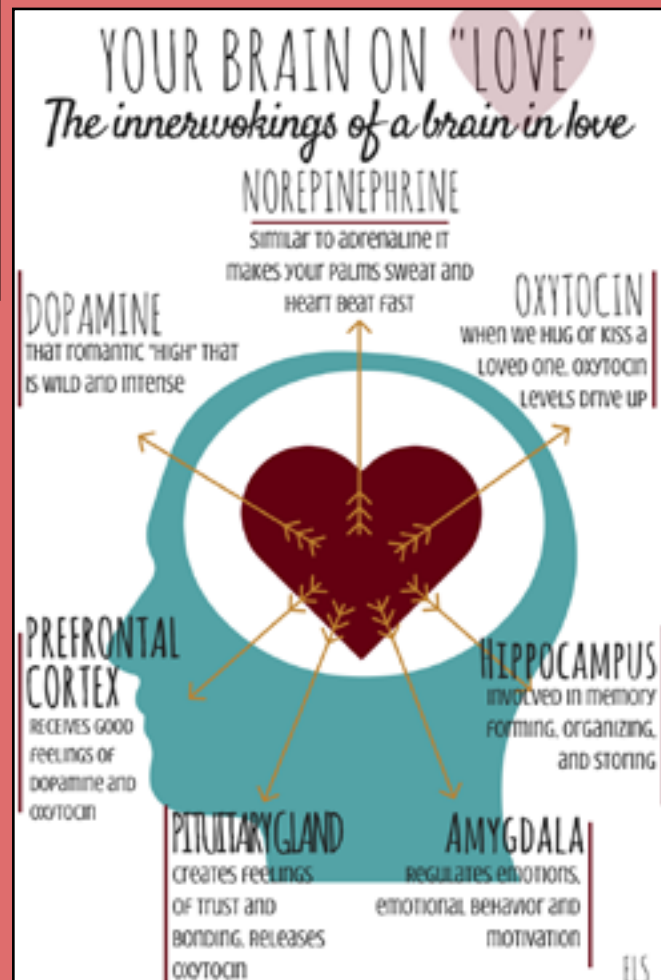 YOUR BRAIN ON "LOVE"
The innerwokings of a brain in love
NOREPINEPHRINE
SIMILAR TO ADRENALINE IT
MAKES YOUR PALMS SWEAT AND
HEART BEAT FAST
DOPAMINE
THAT ROMANTIC "HIGH" THAT
IS WILD AND INTENSE
OXYTOCIN
WHEN WE HUG OR KISS A
LOVED ONE, OXYTOCIN
LEVELS DRIVE UP
PREFRONTAL
CORTEX
RECEIVES GOOD
FEELINGS OF
DOPAMINE AND
OXYTOCIN
HIPPOCAMPUS
INVOLVED IN MEMORY
FORMING, ORGANIZING,
AND STORING
PITUITARY GLAND
CREATES FEELINGS
OF TRUST AND
BONDING, RELEASES
OXYTOCIN
AMYGDALA
REGULATES EMOTIONS,
EMOTIONAL BEHAVIOR AND
MOTIVATION
ELS